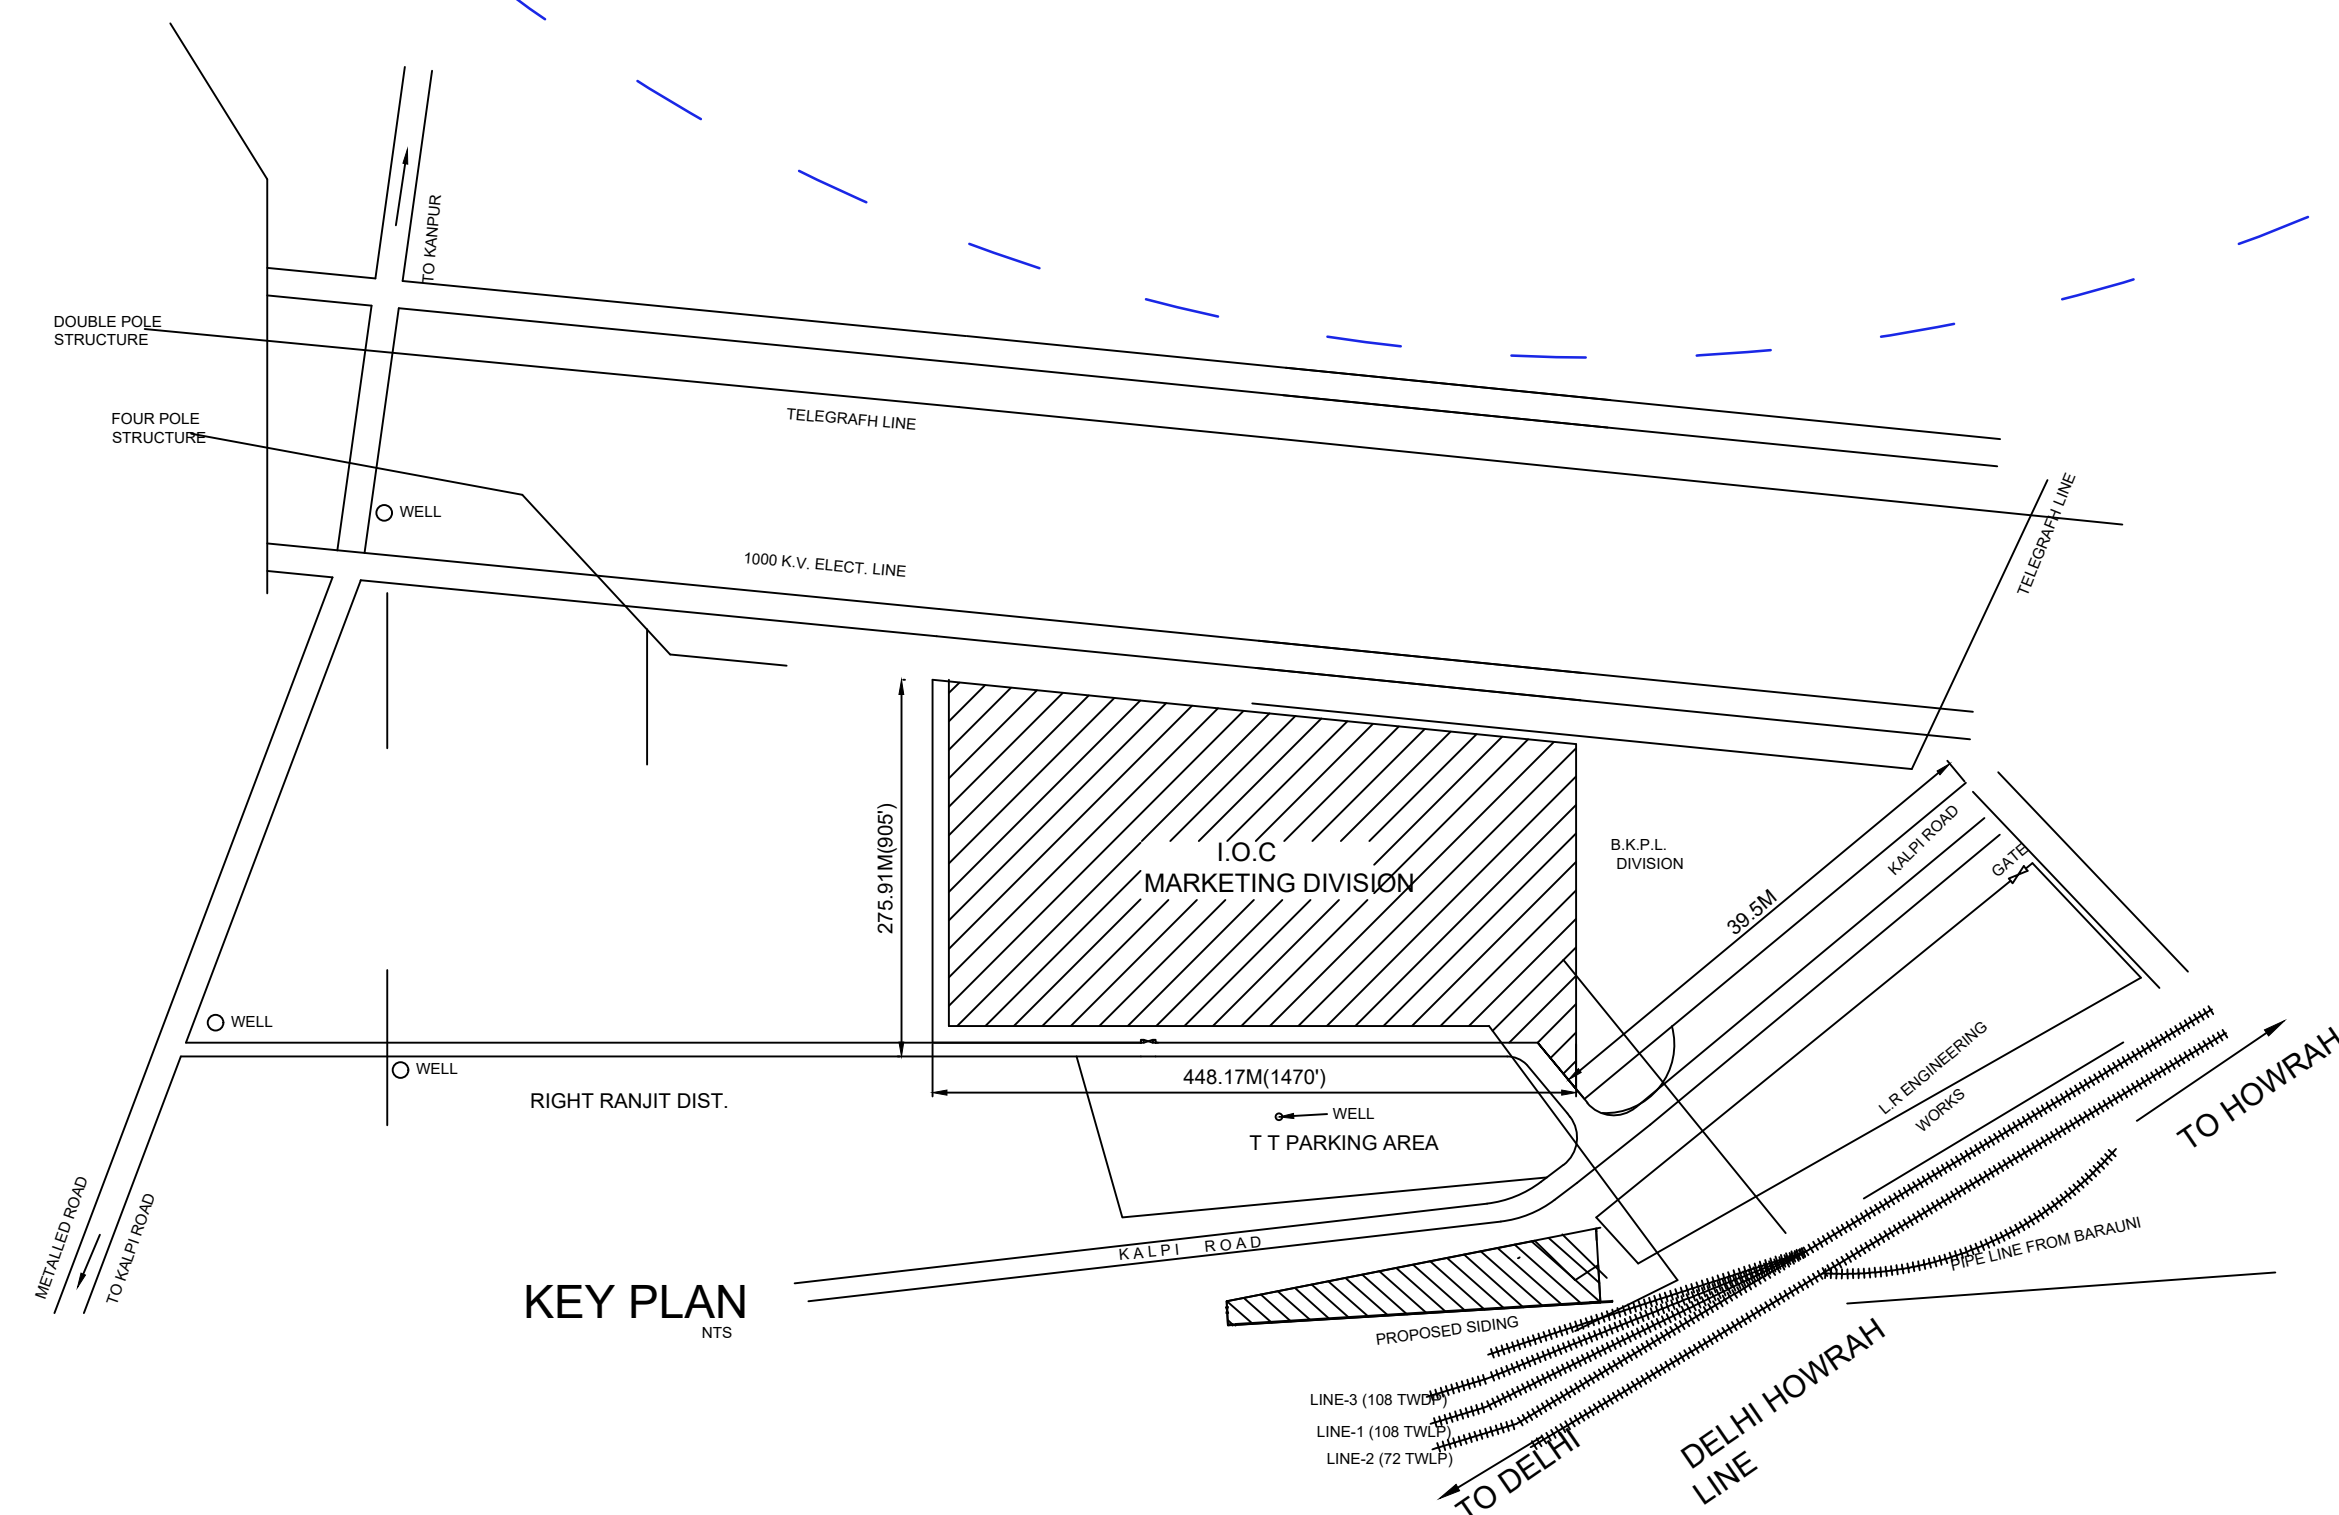 TO KANPUR
DOUBLE POLE
STRUCTURE
TELEGRAFH LINE
FOUR POLE
STRUCTURE
WELL
1000 K.V. ELECT. LINE
TELEGRAFH LINE
275.91M(905')
I.O.C
MARKETING DIVISION
B.K.P.L.
DIVISION
39.5M
KALPI ROAD
GATE
WELL
WELL
RIGHT RANJIT DIST.
448.17M(1470')
WELL
T T PARKING AREA
L.R ENGINEERING
WORKS
TO HOWRAH
METALLED ROAD
TO KALPI ROAD
KALPI ROAD
PIPE LINE FROM BARAUNI
KEY PLAN
NTS
PROPOSED SIDING
LINE-3 (108 TWDP)
LINE-1 (108 TWLP)
LINE-2 (72 TWLP)
TO DELHI
DELHI HOWRAH
LINE